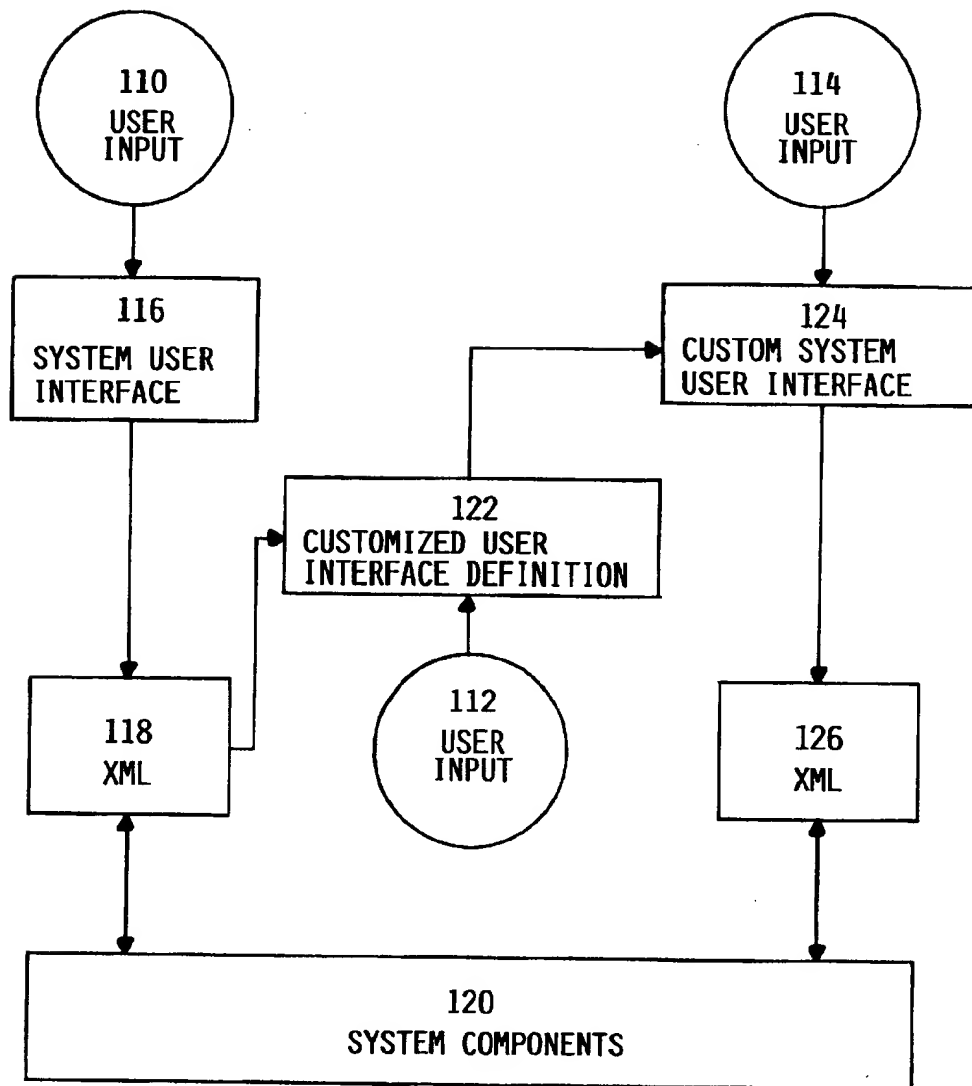 110
USER
INPUT
114
USER
INPUT
116
SYSTEM USER
INTERFACE
124
CUSTOM SYSTEM
USER INTERFACE
122
CUSTOMIZED USER
INTERFACE DEFINITION
118
XML
112
USER
INPUT
126
XML
120
SYSTEM COMPONENTS